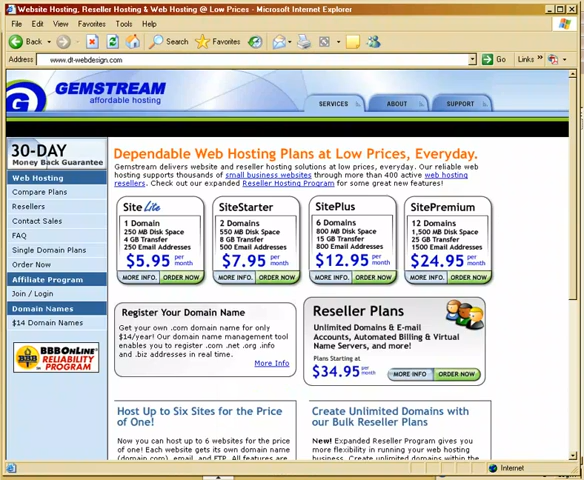 Website Hosting, Reseller Hosting & Web Hosting @ Low Prices - Microsoft Internet Explorer
File Edit View Favorites Tools Help
Back Search Favorites
Address www.dt-webdesign.com Go Links
GEMSTREAM
affordable hosting
SERVICES ABOUT SUPPORT
30-DAY
Money Back Guarantee
Web Hosting
Compare Plans
Resellers
Contact Sales
FAQ
Single Domain Plans
Order Now
Affiliate Program
Join / Login
Domain Names
$14 Domain Names
BBBOnLine
RELIABILITY
PROGRAM
BBB
Dependable Web Hosting Plans at Low Prices, Everyday.
Gemstream delivers website and reseller hosting solutions at low prices, everyday. Our reliable web
hosting supports thousands of small business websites through more than 400 active web hosting
resellers. Check out our expanded Reseller Hosting Program for some great new features!
Site Lite
1 Domain
250 MB Disk Space
4 GB Transfer
250 Email Addresses
$5.95 per month
MORE INFO. ORDER NOW
SiteStarter
2 Domains
550 MB Disk Space
8 GB Transfer
500 Email Addresses
$7.95 per month
MORE INFO. ORDER NOW
SitePlus
6 Domains
800 MB Disk Space
15 GB Transfer
800 Email Addresses
$12.95 per month
MORE INFO. ORDER NOW
SitePremium
12 Domains
1,500 MB Disk Space
25 GB Transfer
1500 Email Addresses
$24.95 per month
MORE INFO. ORDER NOW
Register Your Domain Name
Get your own .com domain name for only
$14/year! Our domain name management tool
enables you to register .com .net .org .info
and .biz addresses in real time.
More Info
Reseller Plans
Unlimited Domains & E-mail
Accounts, Automated Billing & Virtual
Name Servers, and more!
Plans Starting at
$34.95 per month
MORE INFO ORDER NOW
Host Up to Six Sites for the Price
of One!
Now you can host up to 6 websites for the
price of one! Each website gets its own domain name
(domain.com), email, and FTP. All features are
Create Unlimited Domains with
our Bulk Reseller Plans
New! Expanded Reseller Program gives you
more flexibility in running your web hosting
business. Create unlimited domains within the
Internet